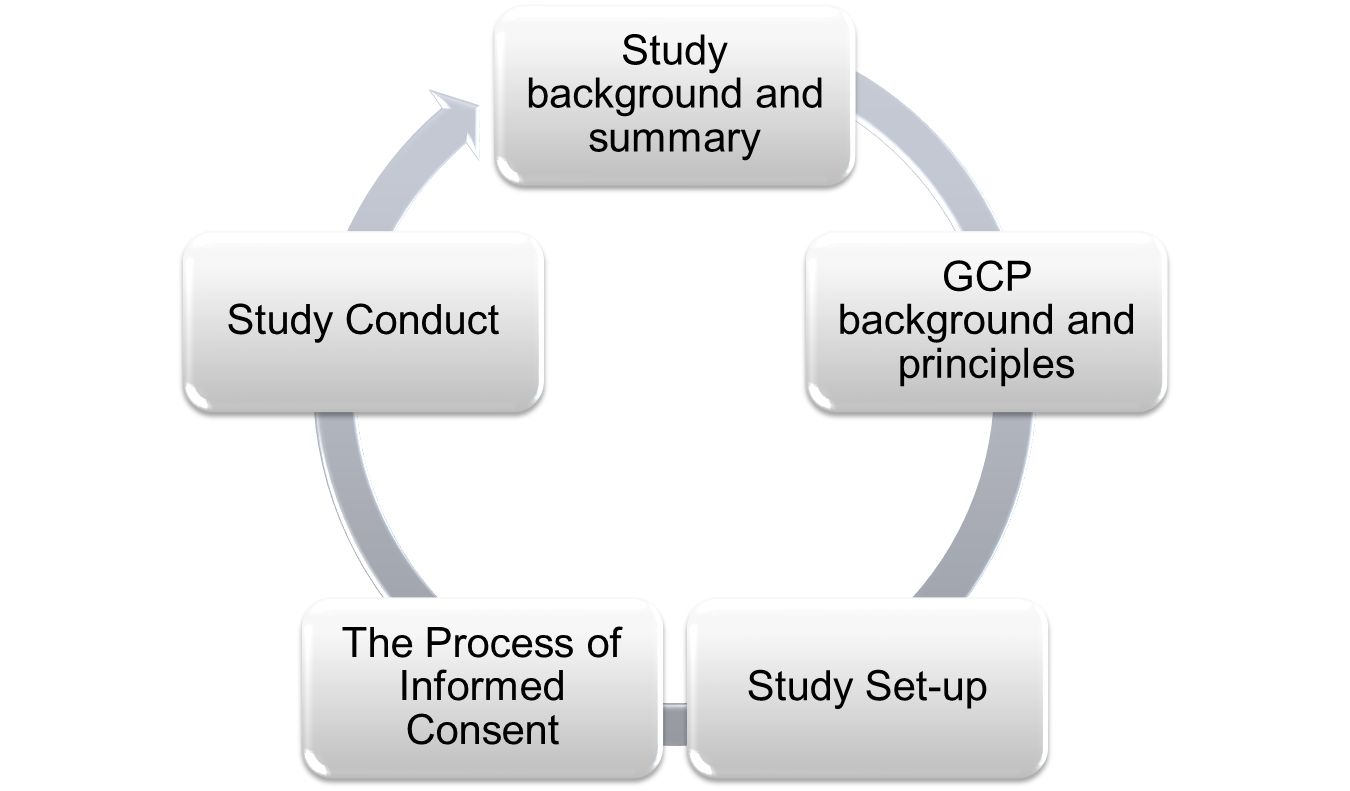 Study
background and
summary
GCP
background and
principles
Study Set-up
The Process of
Informed
Consent
Study Conduct